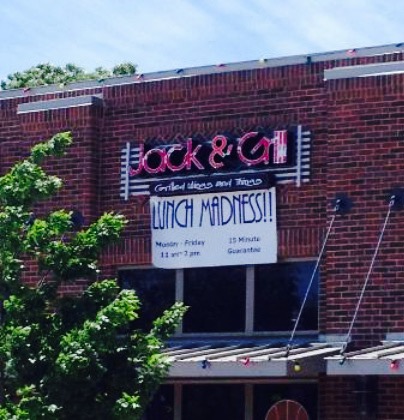 Jack & Grill
Grilled Wings and Things
LUNCH MADNESS!!
Monday - Friday 15 Minute
11 am- 2 pm Guarantee